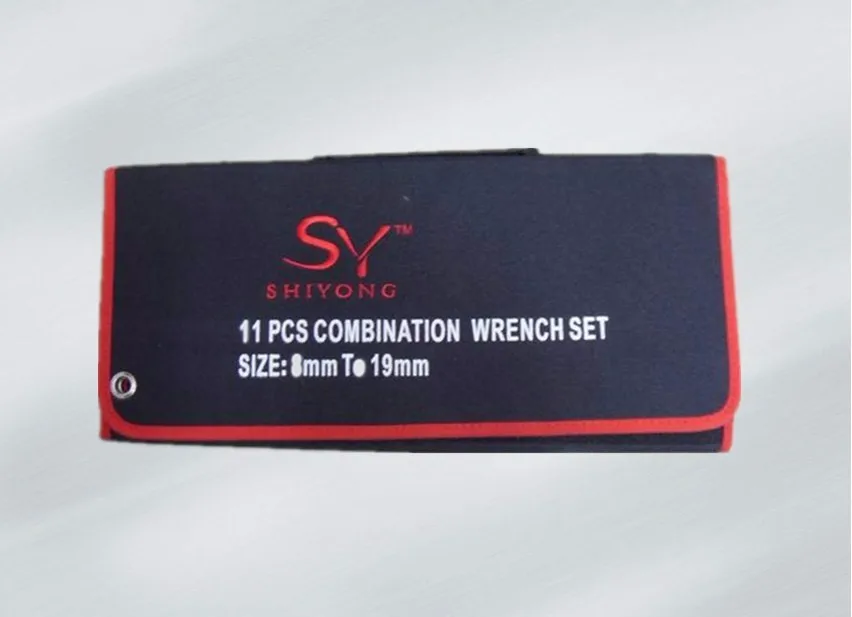 SY™
SHIYONG
11 PCS COMBINATION WRENCH SET
SIZE: 8mm To 19mm